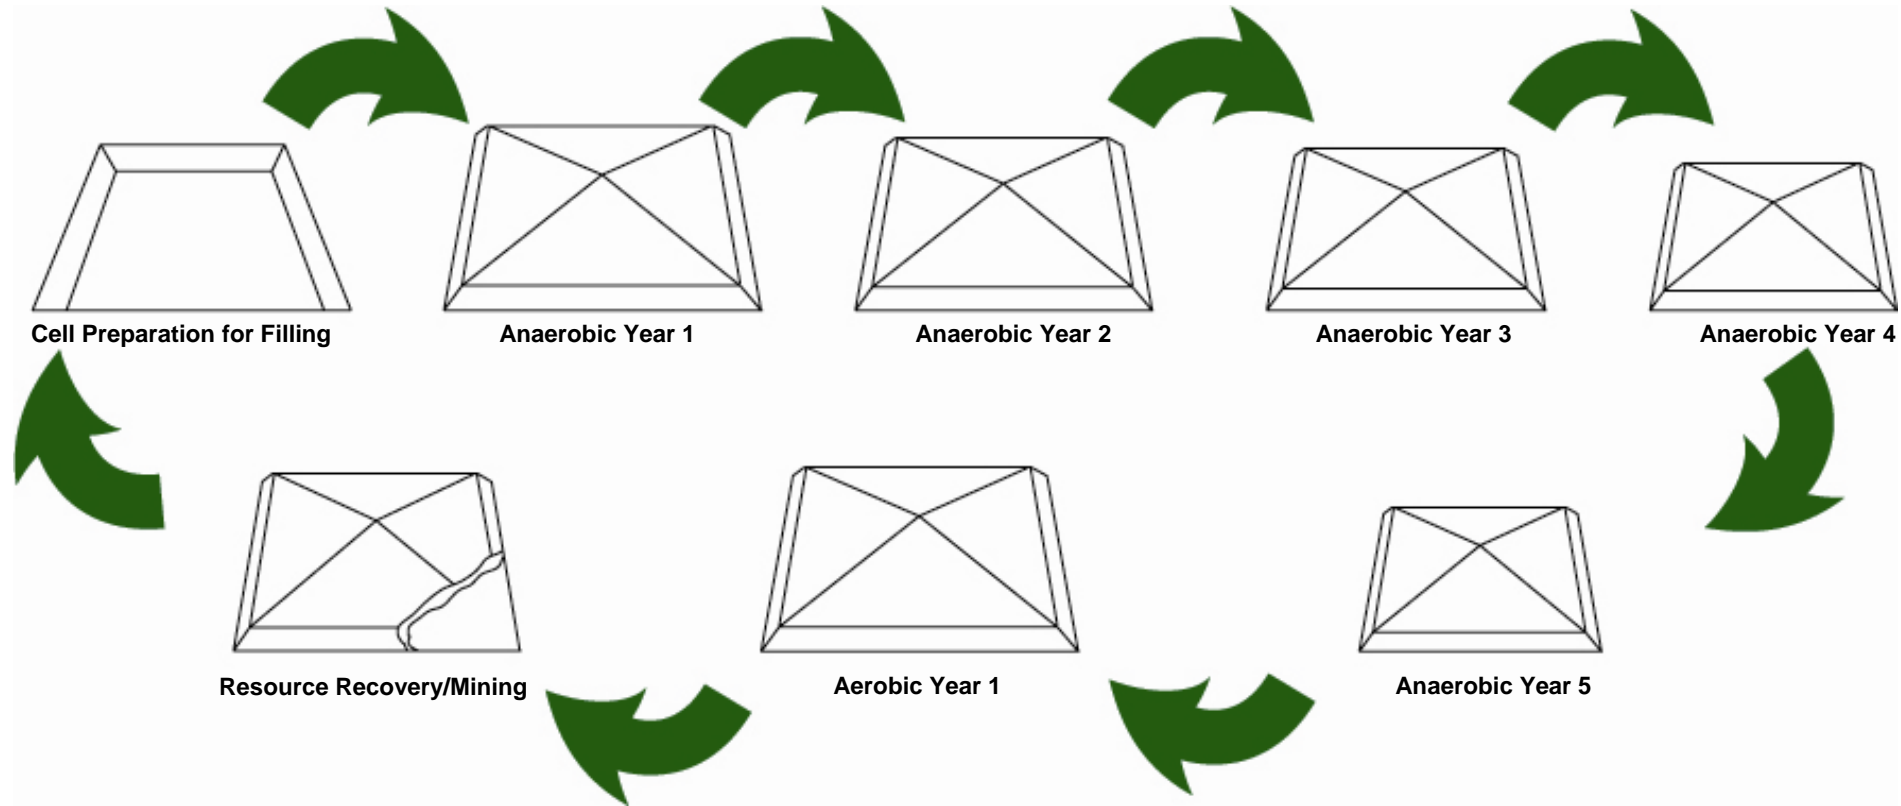 Cell Preparation for Filling
Anaerobic Year 1
Anaerobic Year 2
Anaerobic Year 3
Anaerobic Year 4
Resource Recovery/Mining
Aerobic Year 1
Anaerobic Year 5